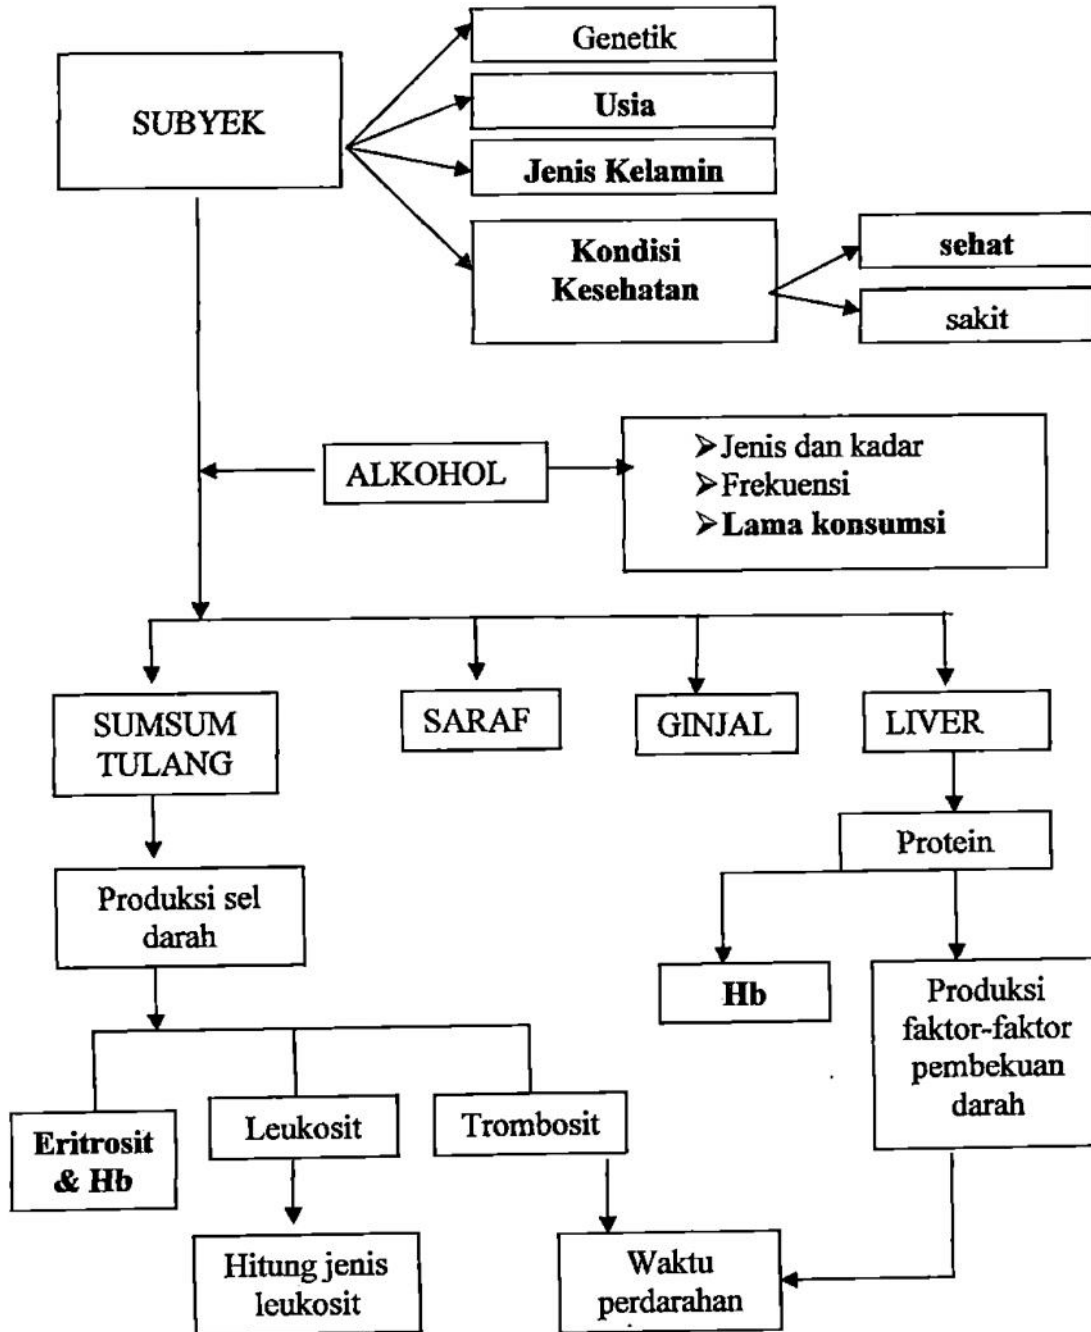 Genetik
SUBYEK
Usia
Jenis Kelamin
Kondisi
Kesehatan
sehat
sakit
ALKOHOL
➢Jenis dan kadar
➢Frekuensi
➢Lama konsumsi
SUMSUM
TULANG
SARAF
GINJAL
LIVER
Protein
Produksi sel
darah
Hb
Produksi
faktor-faktor
pembekuan
darah
Eritrosit
& Hb
Leukosit
Trombosit
Hitung jenis
leukosit
Waktu
perdarahan